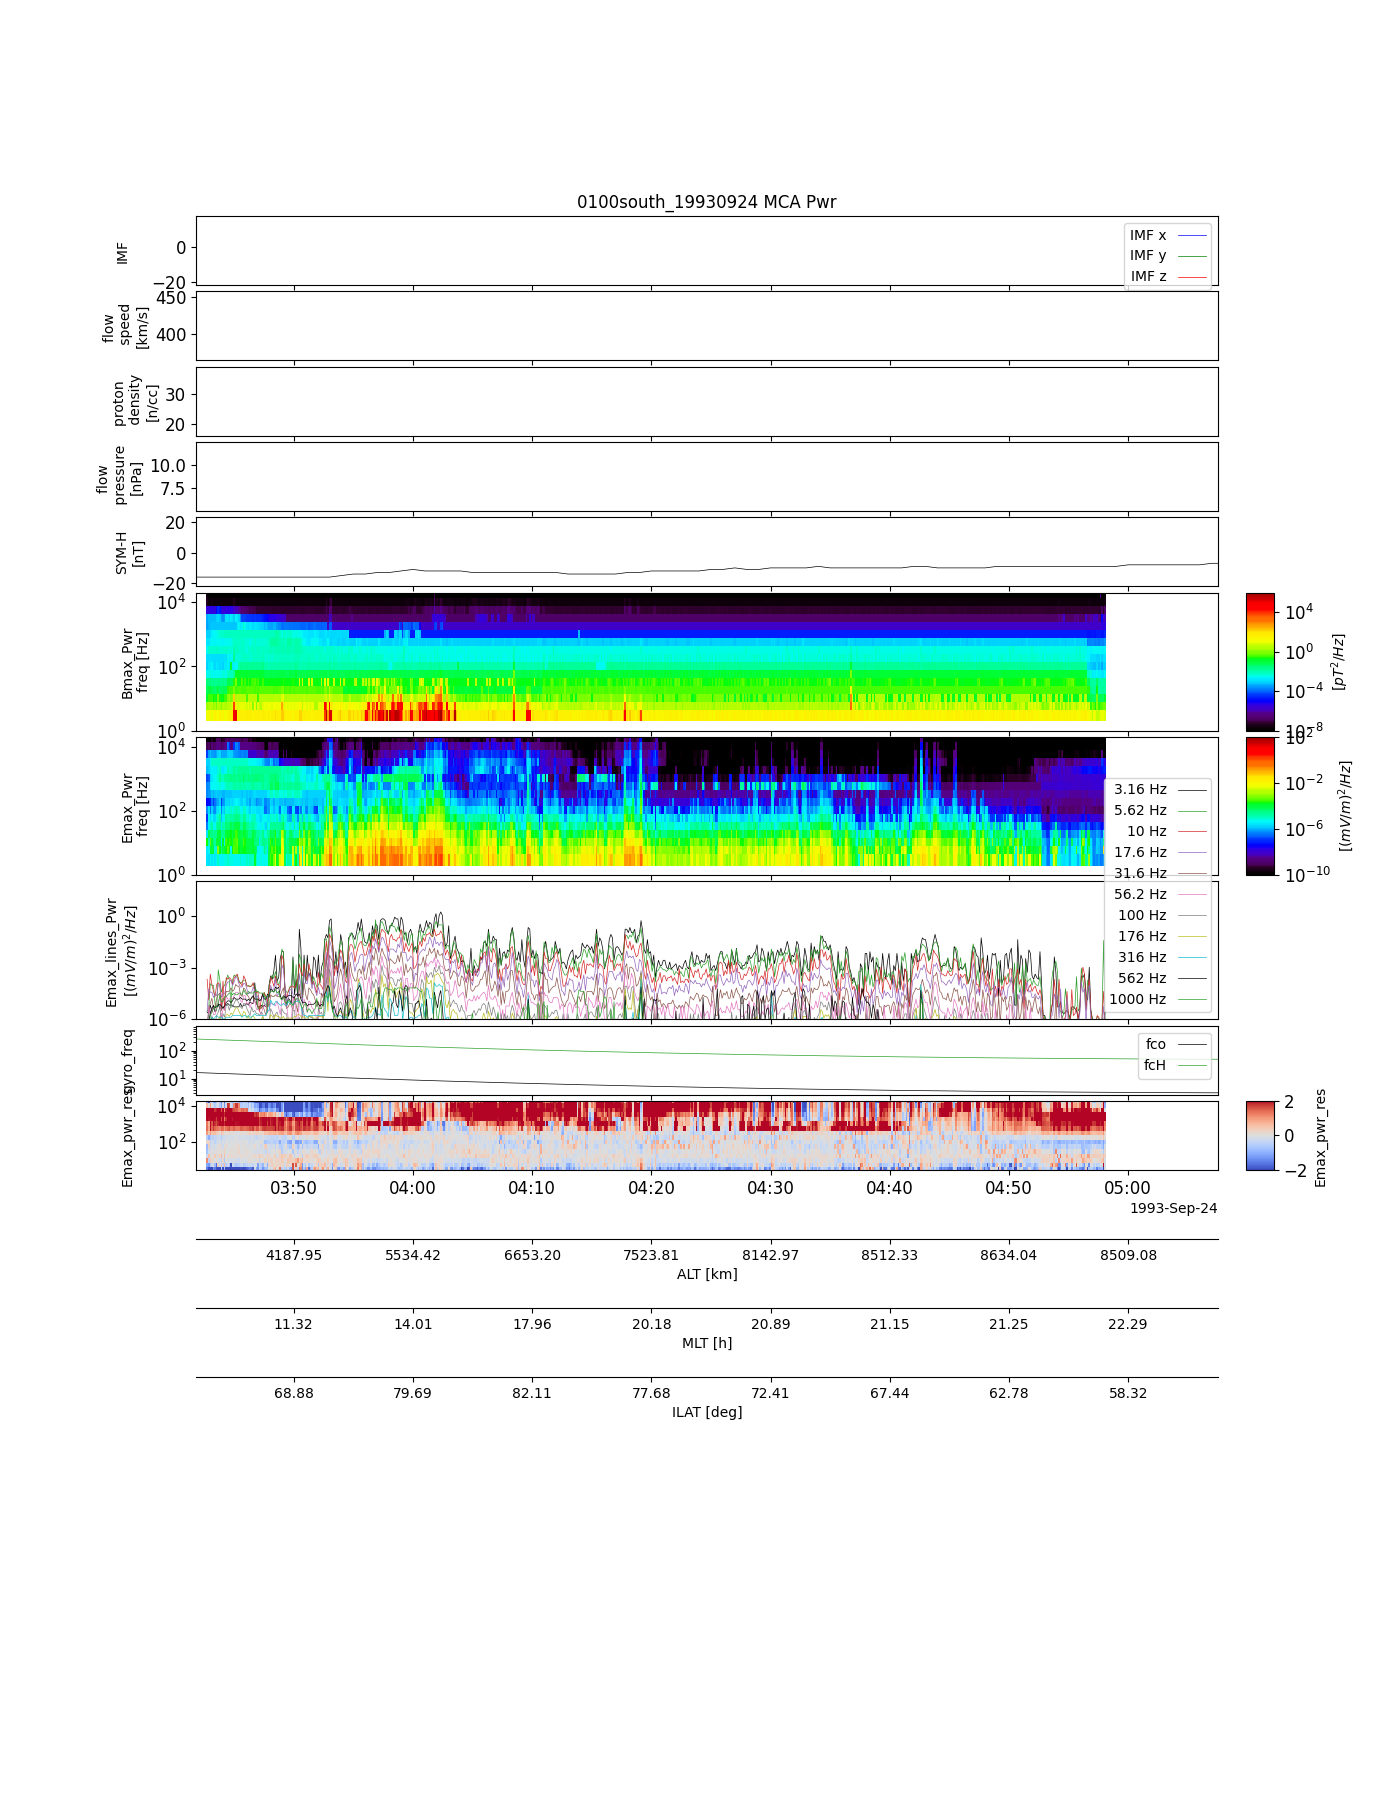 0100south_19930924 MCA Pwr
IMF
0
−20
IMF x
IMF y
IMF z
flow
speed
[km/s]
450
400
proton
density
[n/cc]
30
20
flow
pressure
[nPa]
10.0
7.5
SYM-H
[nT]
20
0
−20
Bmax_Pwr
freq [Hz]
10^4
10^2
10^0
10^4
10^0
10^−4
10^−8
[pT^2/Hz]
Emax_Pwr
freq [Hz]
10^4
10^2
10^0
10^2
10^−2
10^−6
10^−10
[(mV/m)^2/Hz]
3.16 Hz
5.62 Hz
10 Hz
17.6 Hz
31.6 Hz
56.2 Hz
100 Hz
176 Hz
316 Hz
562 Hz
1000 Hz
Emax_lines_Pwr
[(mV/m)^2/Hz]
10^0
10^−3
10^−6
gyro_freq
10^2
10^1
fco
fcH
Emax_pwr_res
10^4
10^2
2
0
−2
Emax_pwr_res
03:50 04:00 04:10 04:20 04:30 04:40 04:50 05:00
1993-Sep-24
4187.95 5534.42 6653.20 7523.81 8142.97 8512.33 8634.04 8509.08
ALT [km]
11.32 14.01 17.96 20.18 20.89 21.15 21.25 22.29
MLT [h]
68.88 79.69 82.11 77.68 72.41 67.44 62.78 58.32
ILAT [deg]